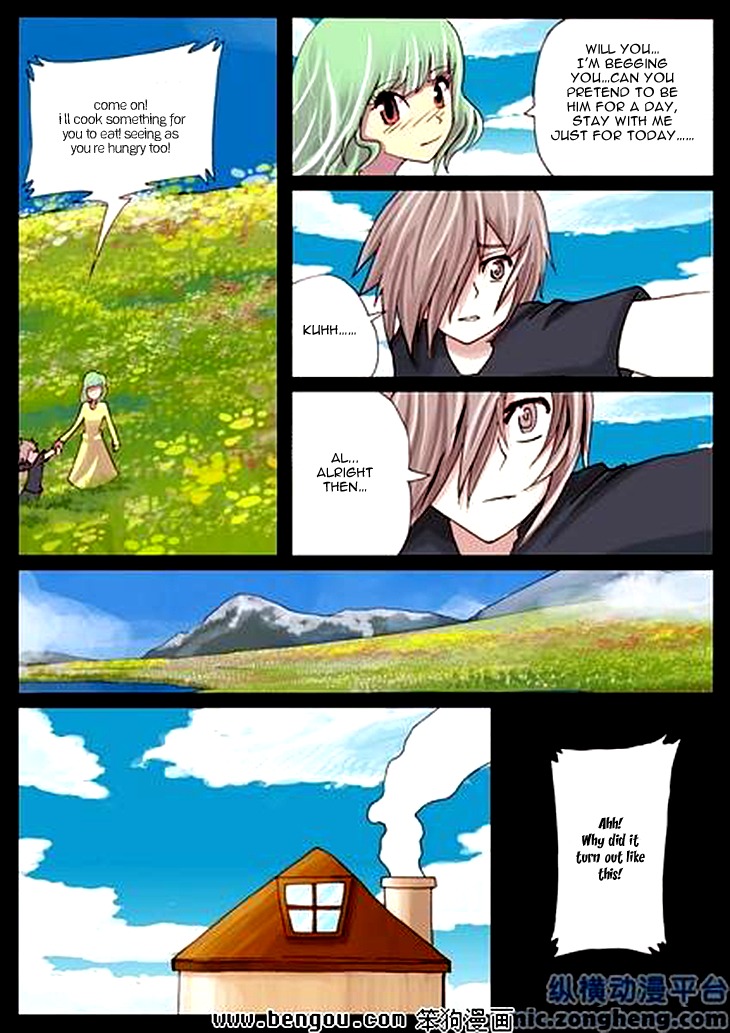 WILL YOU...
I'M BEGGING
YOU...CAN YOU
PRETEND TO BE
HIM FOR A DAY,
STAY WITH ME
JUST FOR TODAY......
KUHH......
AL...
ALRIGHT
THEN...
come on!
i ll cook something for
you to eat! seeing as
you re hungry too!
Ahh!
Why did it
turn out like
this!
纵横动漫平台
nic.zongheng.com
www.bengou.com 笨狗漫画